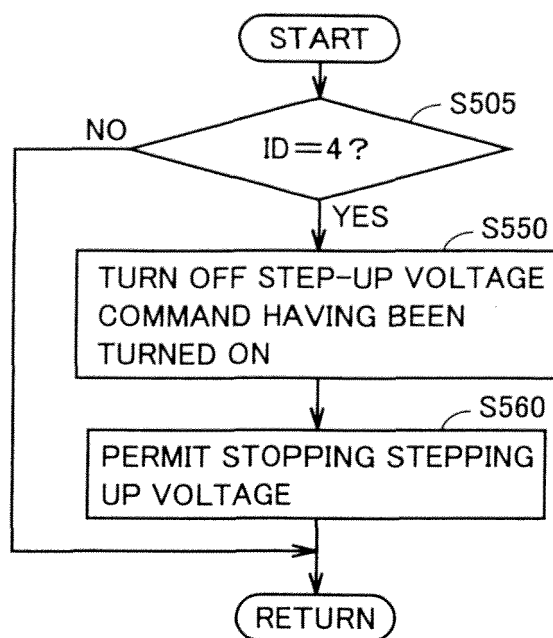 START
S505
NO
ID=4?
YES
S550
TURN OFF STEP-UP VOLTAGE
COMMAND HAVING BEEN
TURNED ON
S560
PERMIT STOPPING STEPPING
UP VOLTAGE
RETURN